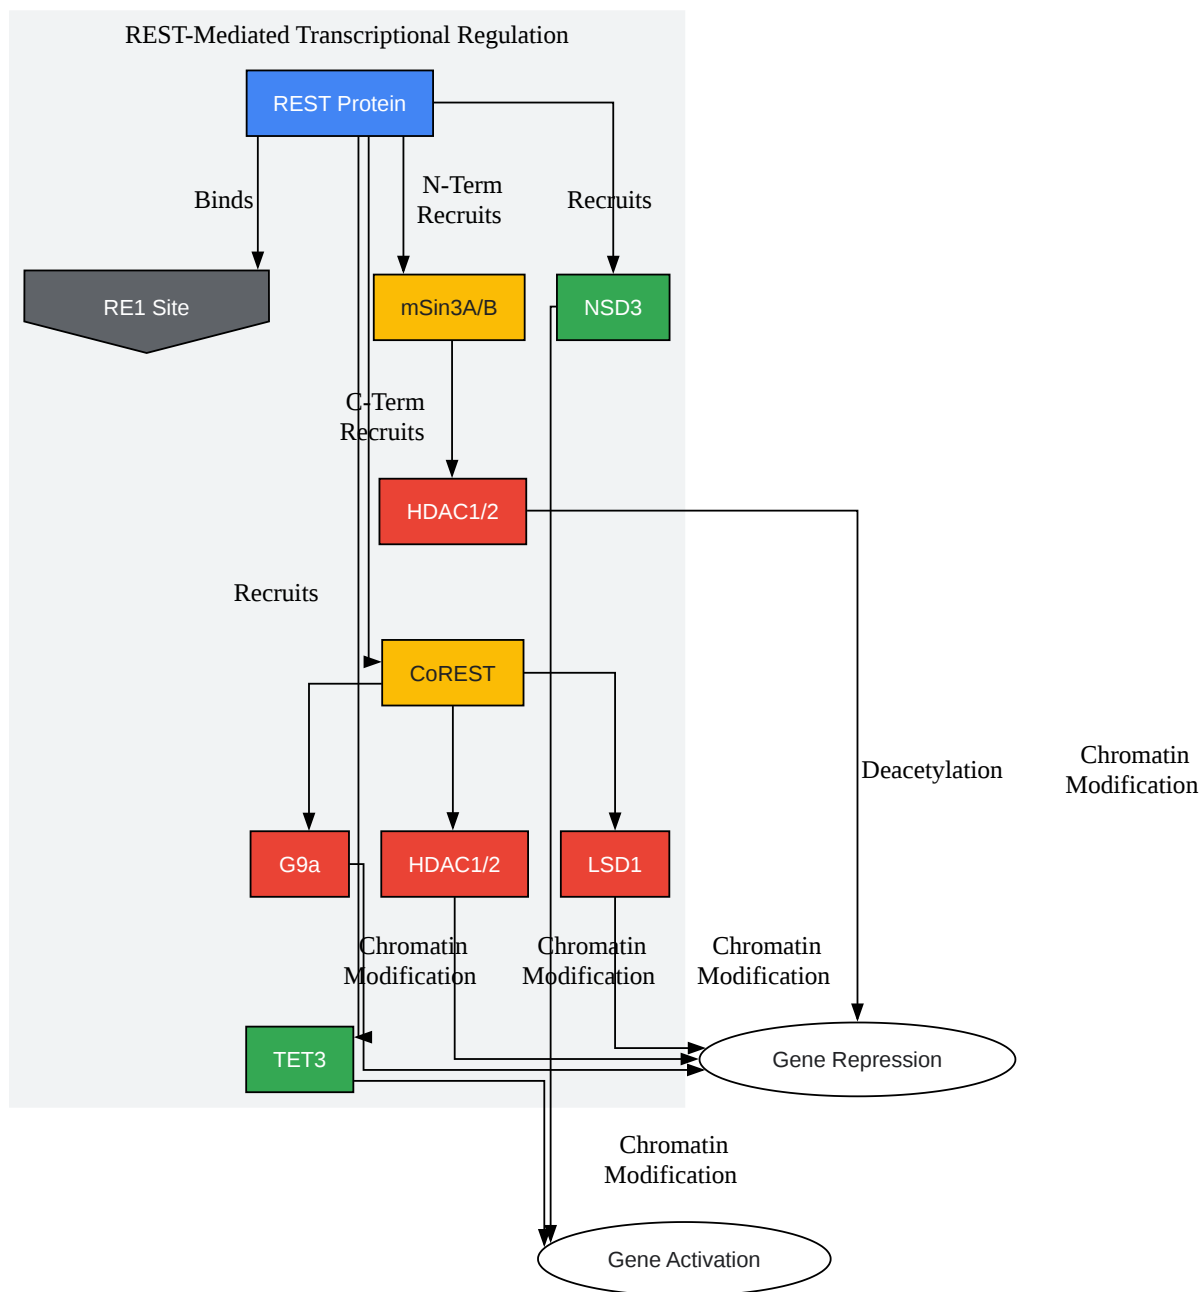 REST-Mediated Transcriptional Regulation
REST Protein
Binds
N-Term
Recruits
Recruits
RE1 Site
mSin3A/B
NSD3
C-Term
Recruits
HDAC1/2
Recruits
CoREST
Deacetylation
Chromatin
Modification
G9a
HDAC1/2
LSD1
Chromatin
Modification
Chromatin
Modification
Chromatin
Modification
TET3
Gene Repression
Chromatin
Modification
Gene Activation